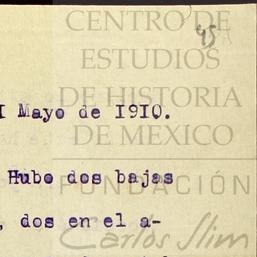 CENTRO DE
45
ESTUDIOS
DE HISTORIA
I Mayo de 1910.
DE MEXICO
Hubo dos bajas
FUNDACIÓN
, dos en el a-
Carlos Slim